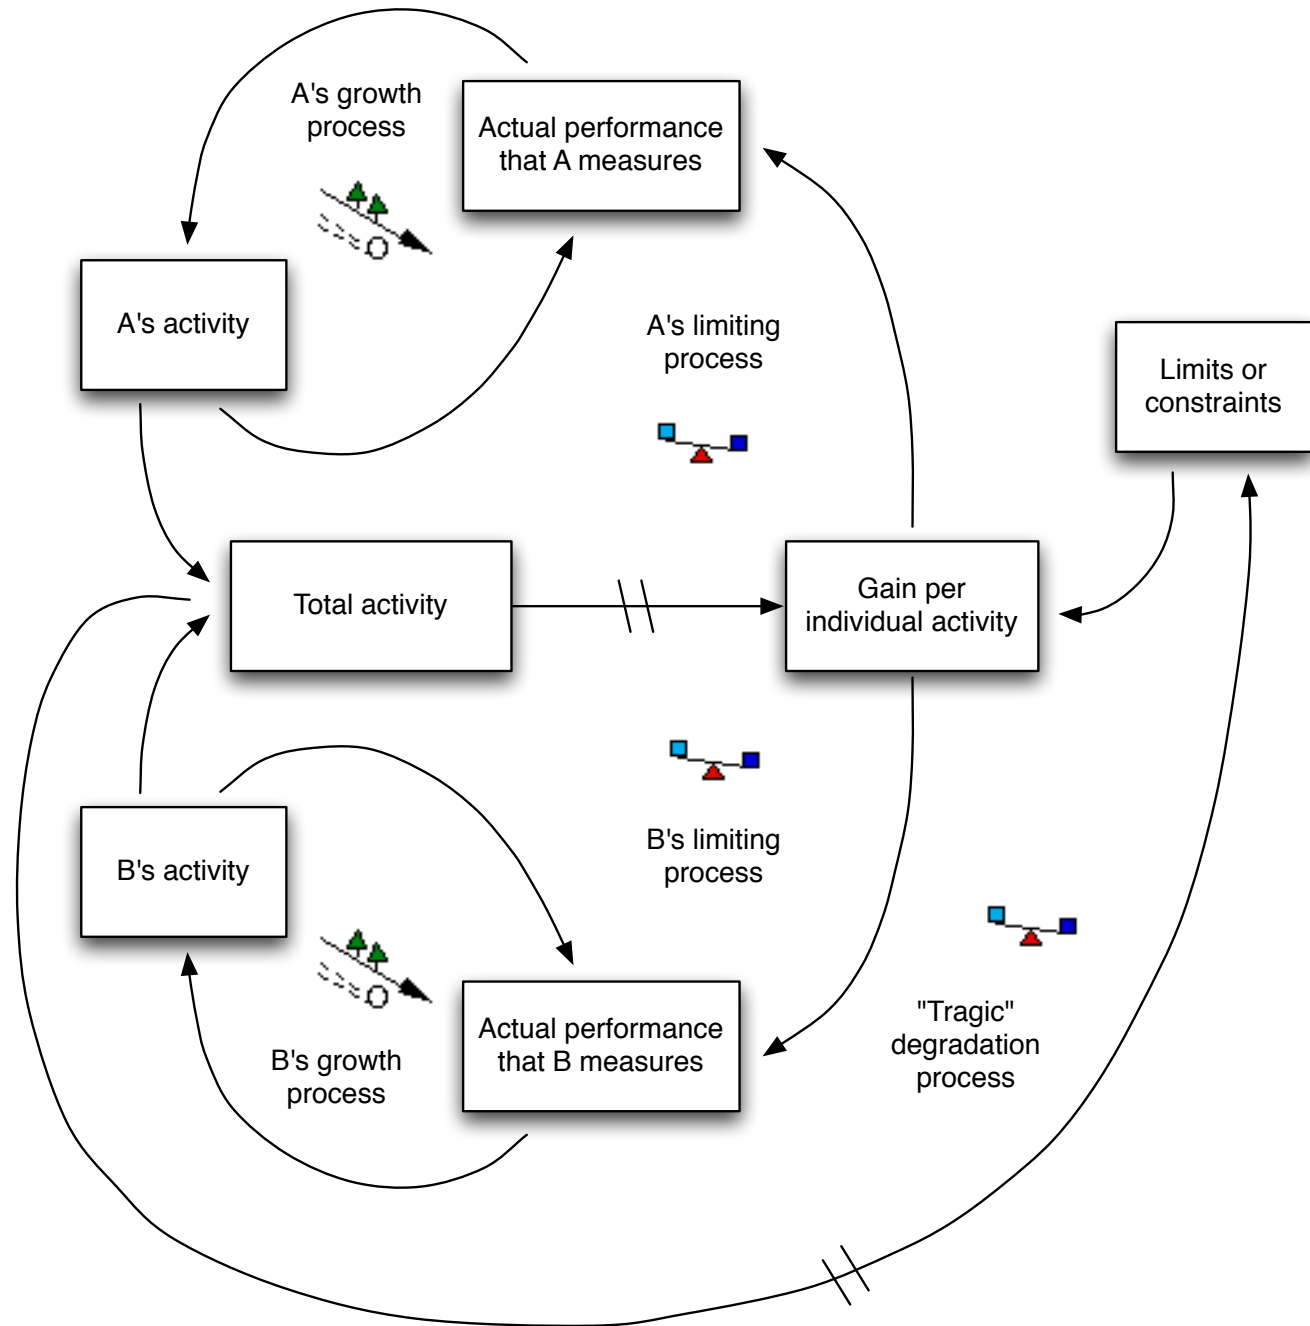 A's growth
process
Actual performance
that A measures
A's activity
A's limiting
process
Limits or
constraints
Total activity
Gain per
individual activity
B's limiting
process
B's activity
"Tragic"
degradation
process
Actual performance
that B measures
B's growth
process